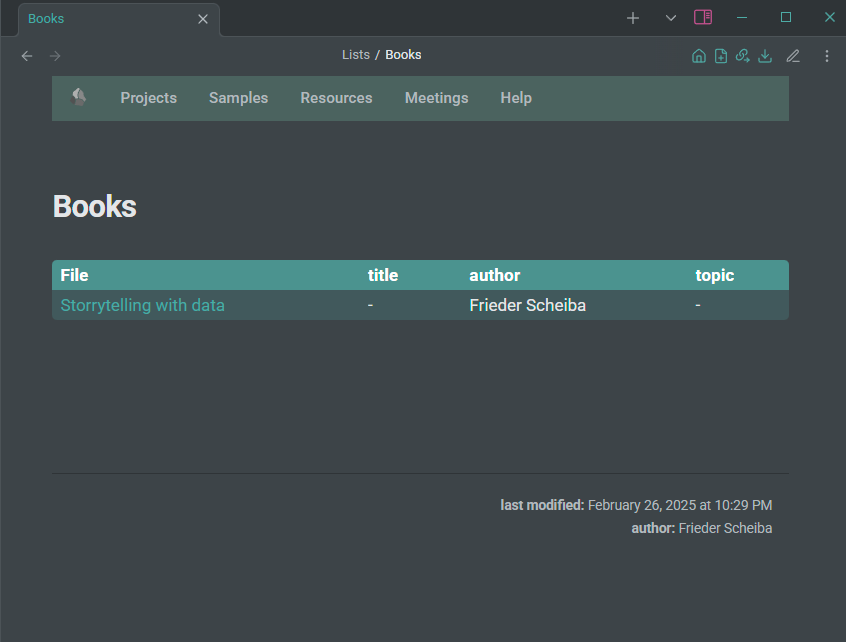 Books
Lists / Books
Projects Samples Resources Meetings Help
Books
File title author topic
Storrytelling with data - Frieder Scheiba -
last modified: February 26, 2025 at 10:29 PM
author: Frieder Scheiba